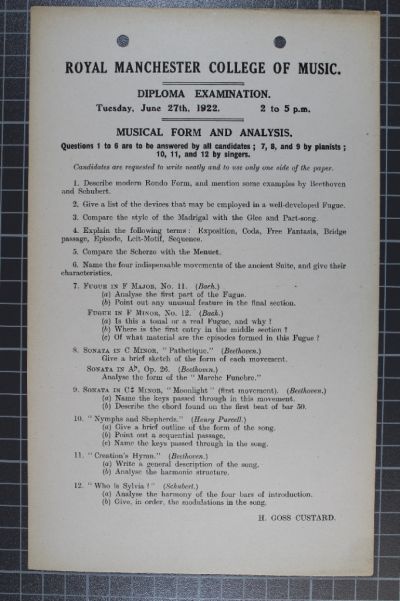 ROYAL MANCHESTER COLLEGE OF MUSIC.
DIPLOMA EXAMINATION.
Tuesday, June 27th, 1922. 2 to 5 p.m.
MUSICAL FORM AND ANALYSIS.
Questions 1 to 6 are to be answered by all candidates; 7, 8, and 9 by pianists;
10, 11, and 12 by singers.
Candidates are requested to write neatly and to use only one side of the paper.
1. Describe modern Rondo Form, and mention some examples by Beethoven
and Schubert.
2. Give a list of the devices that may be employed in a well-developed Fugue.
3. Compare the style of the Madrigal with the Glee and Part-song.
4. Explain the following terms: Exposition, Coda, Free Fantasia, Bridge
passage, Episode, Leit-Motif, Sequence.
5. Compare the Scherzo with the Menuet.
6. Name the four indispensable movements of the ancient Suite, and give their
characteristics.
7. FUGUE IN F MAJOR, No. 11. (Bach.)
(a) Analyse the first part of the Fugue.
(b) Point out any unusual feature in the final section.
FUGUE IN F MINOR, No. 12. (Bach.)
(a) Is this a tonal or a real Fugue, and why?
(b) Where is the first entry in the middle section?
(c) Of what material are the episodes formed in this Fugue?
8. SONATA IN C MINOR, "Pathetique." (Beethoven.)
Give a brief sketch of the form of each movement.
SONATA IN A♭, Op. 26. (Beethoven.)
Analyse the form of the "Marche Funebre."
9. SONATA IN C♯ MINOR, "Moonlight" (first movement). (Beethoven.)
(a) Name the keys passed through in this movement.
(b) Describe the chord found on the first beat of bar 50.
10. "Nymphs and Shepherds." (Henry Purcell.)
(a) Give a brief outline of the form of the song.
(b) Point out a sequential passage.
(c) Name the keys passed through in the song.
11. "Creation's Hymn." (Beethoven.)
(a) Write a general description of the song.
(b) Analyse the harmonic structure.
12. "Who is Sylvia?" (Schubert.)
(a) Analyse the harmony of the four bars of introduction.
(b) Give, in order, the modulations in the song.
H. GOSS CUSTARD.